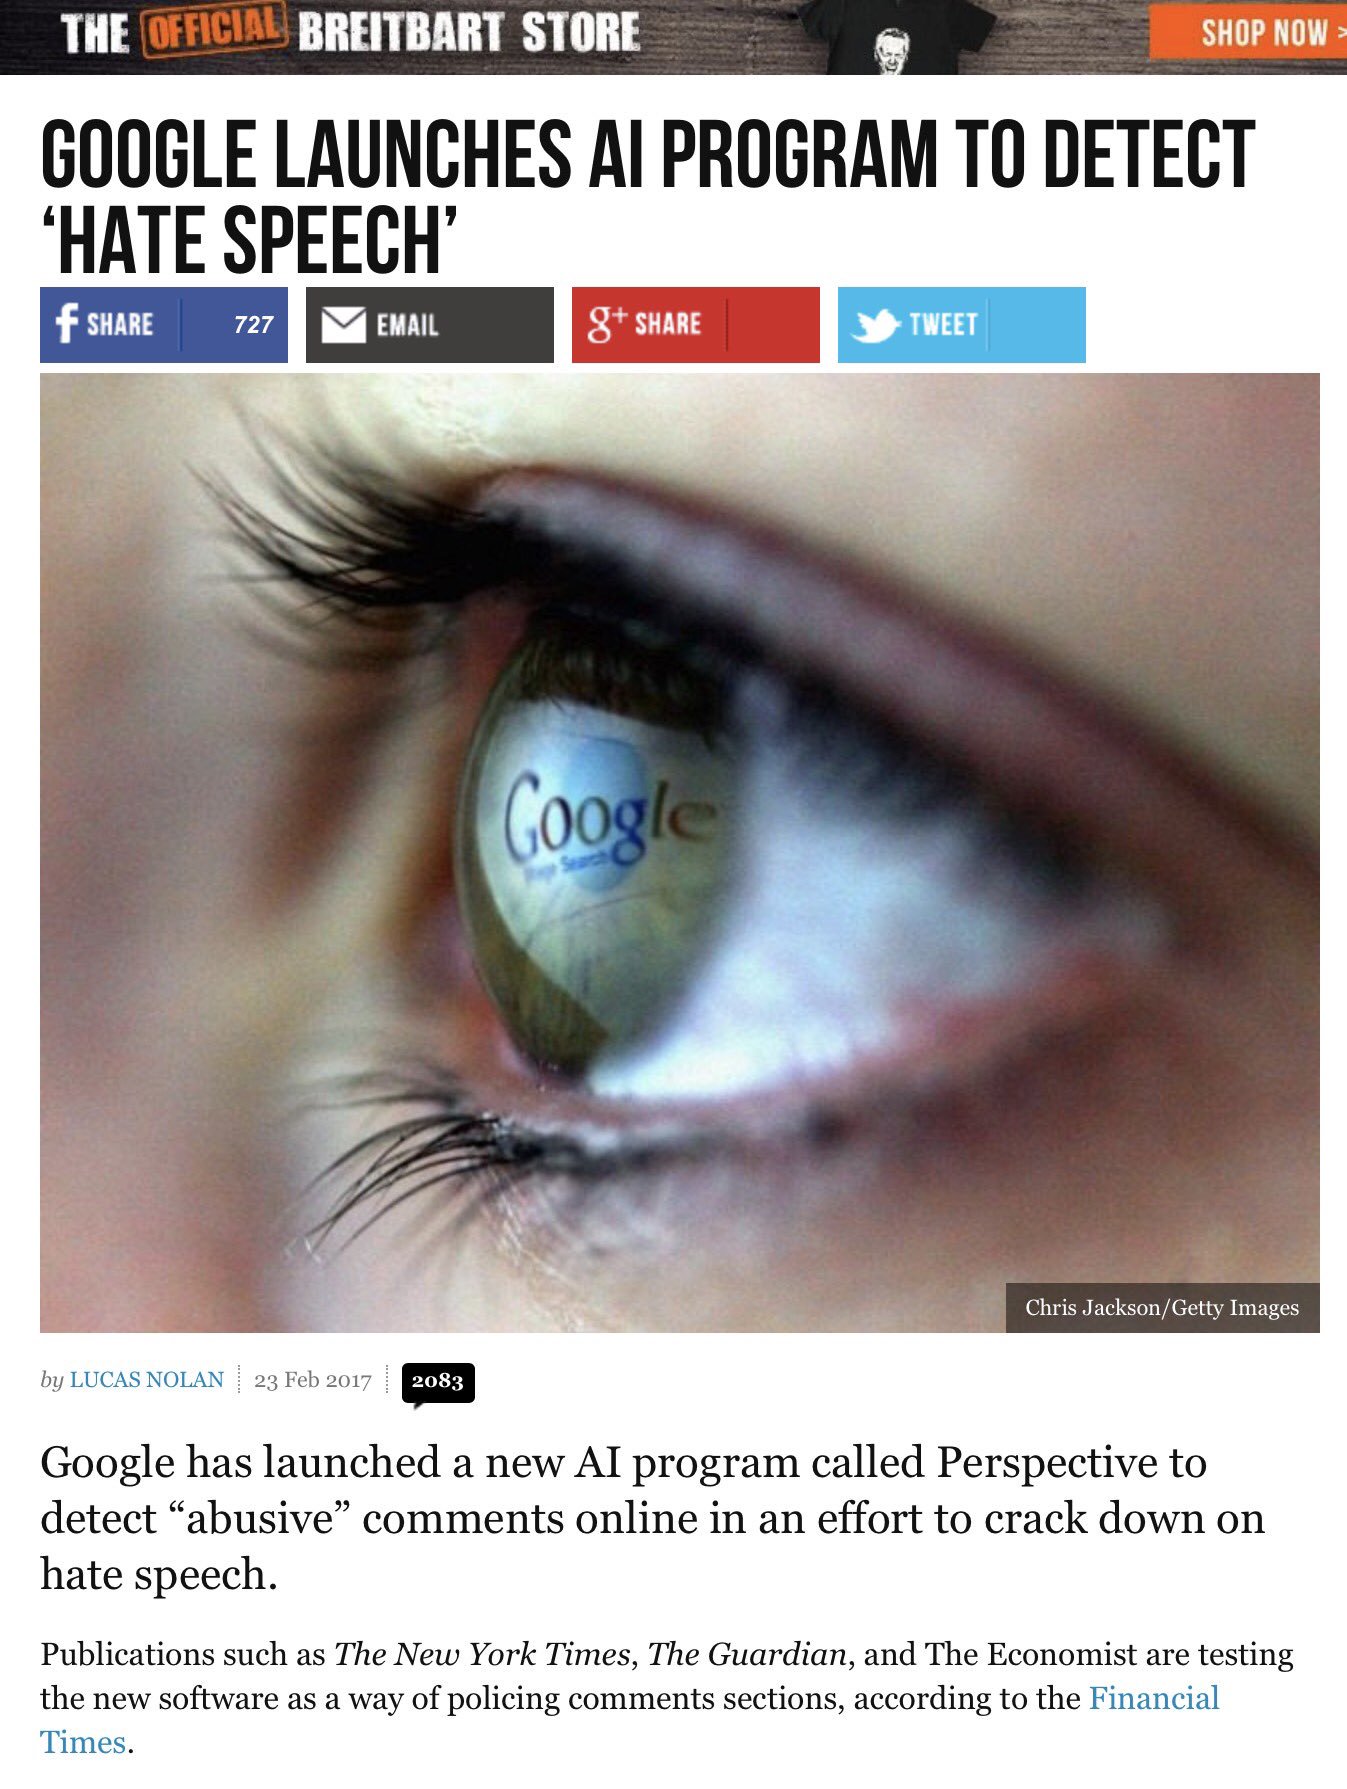 THE OFFICIAL BREITBART STORE
SHOP NOW >
GOOGLE LAUNCHES AI PROGRAM TO DETECT
‘HATE SPEECH’
f SHARE 727
EMAIL
g+ SHARE
TWEET
Google
Search
Chris Jackson/Getty Images
by LUCAS NOLAN 23 Feb 2017 2083
Google has launched a new AI program called Perspective to
detect “abusive” comments online in an effort to crack down on
hate speech.
Publications such as The New York Times, The Guardian, and The Economist are testing
the new software as a way of policing comments sections, according to the Financial
Times.